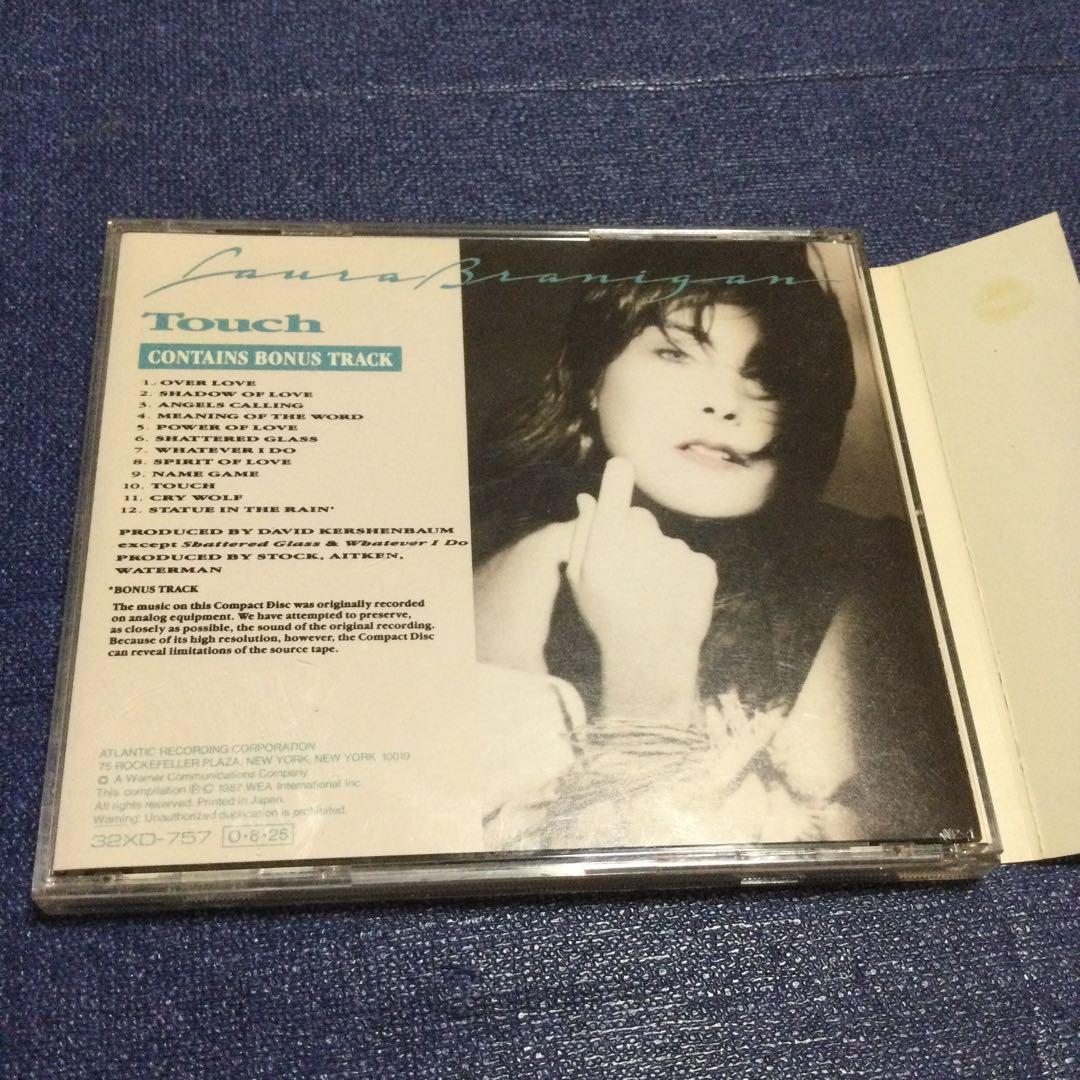 Laura Branigan
Touch
CONTAINS BONUS TRACK
1. OVER LOVE
2. SHADOW OF LOVE
3. ANGELS CALLING
4. MEANING OF THE WORD
5. POWER OF LOVE
6. SHATTERED GLASS
7. WHATEVER I DO
8. SPIRIT OF LOVE
9. NAME GAME
10. TOUCH
11. CRY WOLF
12. STATUE IN THE RAIN*
PRODUCED BY DAVID KERSHENBAUM
except Shattered Glass & Whatever I Do
PRODUCED BY STOCK, AITKEN,
WATERMAN
*BONUS TRACK
The music on this Compact Disc was originally recorded
on analog equipment. We have attempted to preserve,
as closely as possible, the sound of the original recording.
Because of its high resolution, however, the Compact Disc
can reveal limitations of the source tape.
ATLANTIC RECORDING CORPORATION
75 ROCKEFELLER PLAZA, NEW YORK, NEW YORK 10019
A Warner Communications Company
This compilation ℗© 1987 WEA International Inc.
All rights reserved. Printed in Japan.
Warning: Unauthorized duplication is prohibited.
32XD-757 O·8·25